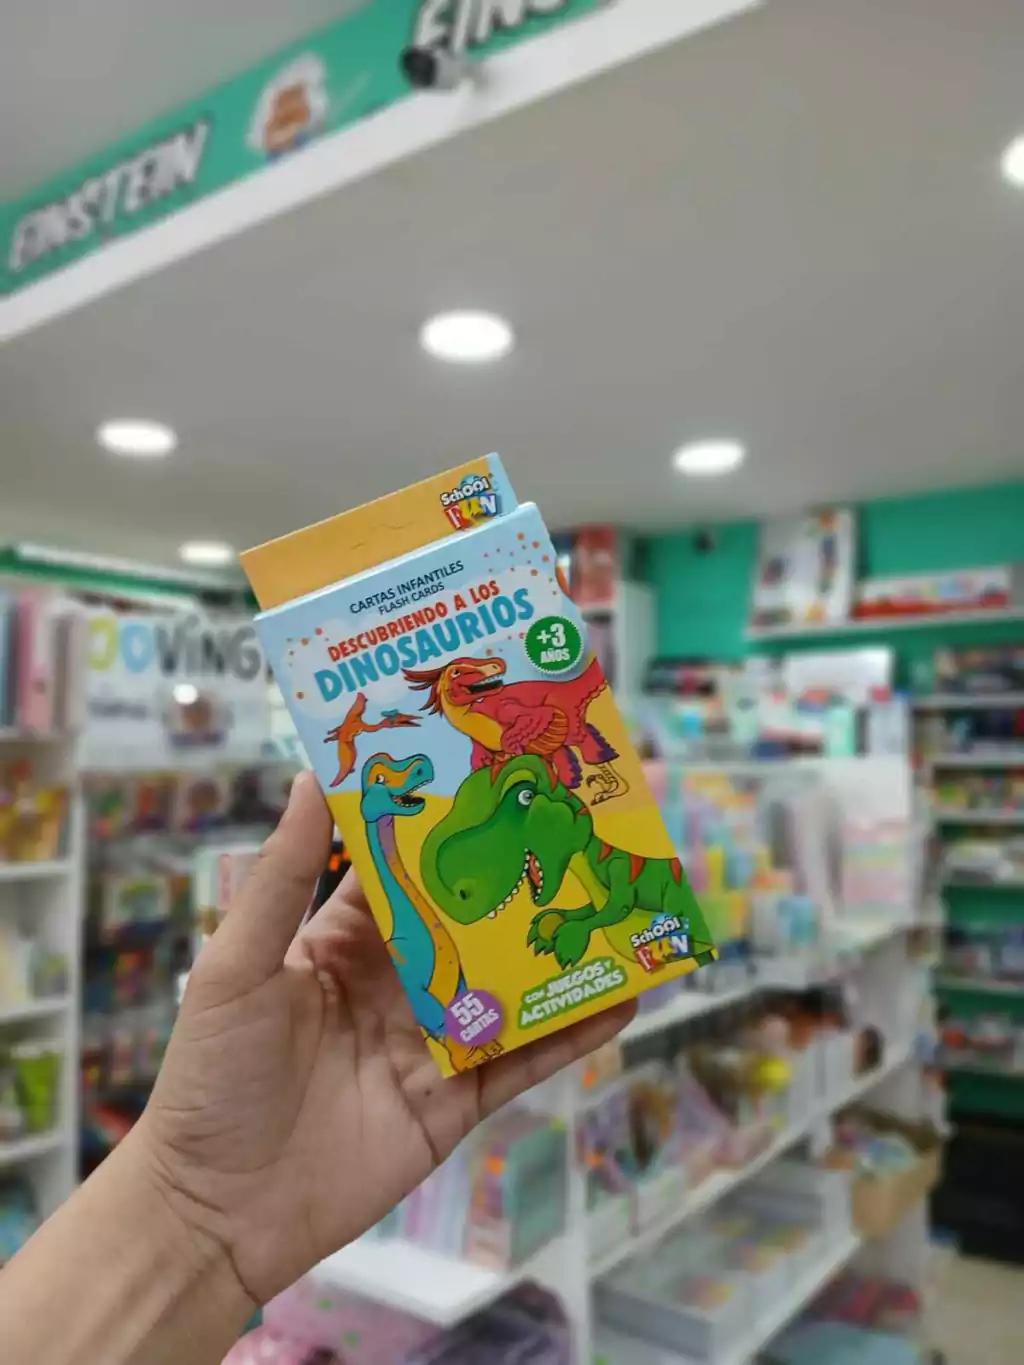 EINSTEIN
School
FUN
CARTAS INFANTILES
FLASH CARDS
DESCUBRIENDO A LOS
DINOSAURIOS
+3
AÑOS
School
FUN
CON JUEGOS Y
ACTIVIDADES
55
CARTAS